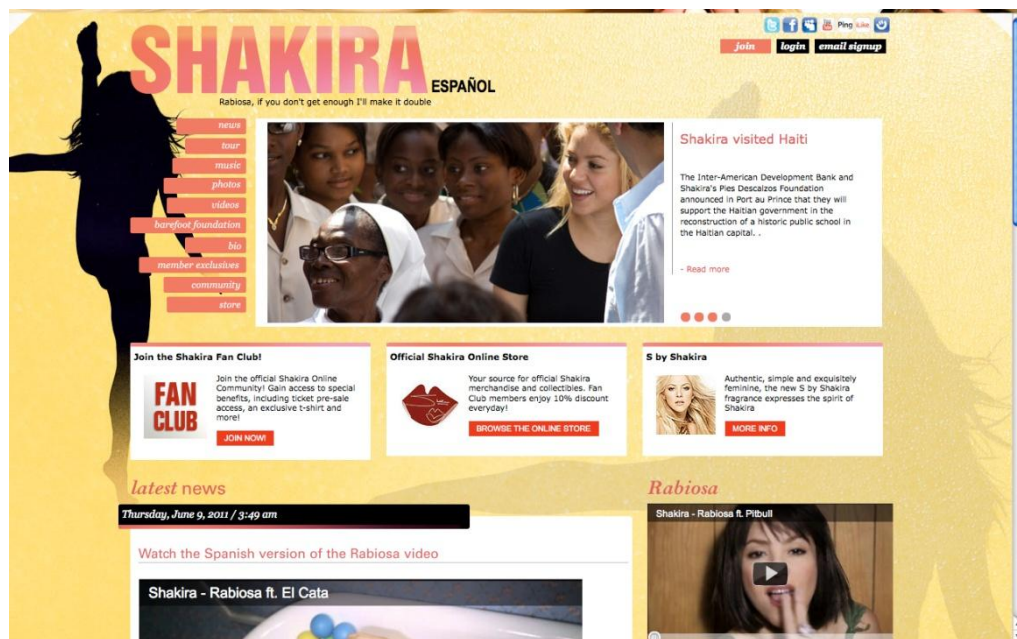 Ping
Like
join
login
email signup
SHAKIRA
ESPAÑOL
Rabiosa, if you don't get enough I'll make it double
news
tour
music
photos
videos
barefoot foundation
bio
member exclusives
community
store
Shakira visited Haiti
The Inter-American Development Bank and
Shakira's Pies Descalzos Foundation
announced in Port au Prince that they will
support the Haitian government in the
reconstruction of a historic public school in
the Haitian capital. .
- Read more
Join the Shakira Fan Club!
FAN
CLUB
Join the official Shakira Online
Community! Gain access to special
benefits, including ticket pre-sale
access, an exclusive t-shirt and
more!
JOIN NOW!
Official Shakira Online Store
Your source for official Shakira
merchandise and collectibles. Fan
Club members enjoy 10% discount
everyday!
BROWSE THE ONLINE STORE
S by Shakira
Authentic, simple and exquisitely
feminine, the new S by Shakira
fragrance expresses the spirit of
Shakira
MORE INFO
latest news
Thursday, June 9, 2011 / 3:49 am
Watch the Spanish version of the Rabiosa video
Shakira - Rabiosa ft. El Cata
Rabiosa
Shakira - Rabiosa ft. Pitbull